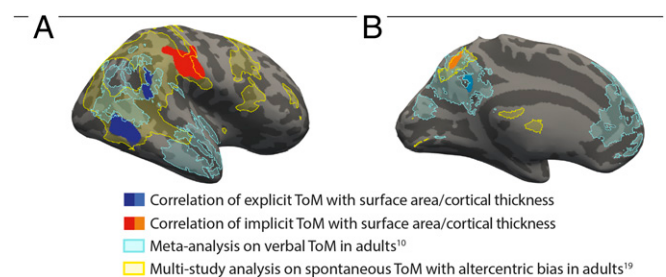 A
B
Correlation of explicit ToM with surface area/cortical thickness
Correlation of implicit ToM with surface area/cortical thickness
Meta-analysis on verbal ToM in adults¹⁰
Multi-study analysis on spontaneous ToM with altercentric bias in adults¹⁹